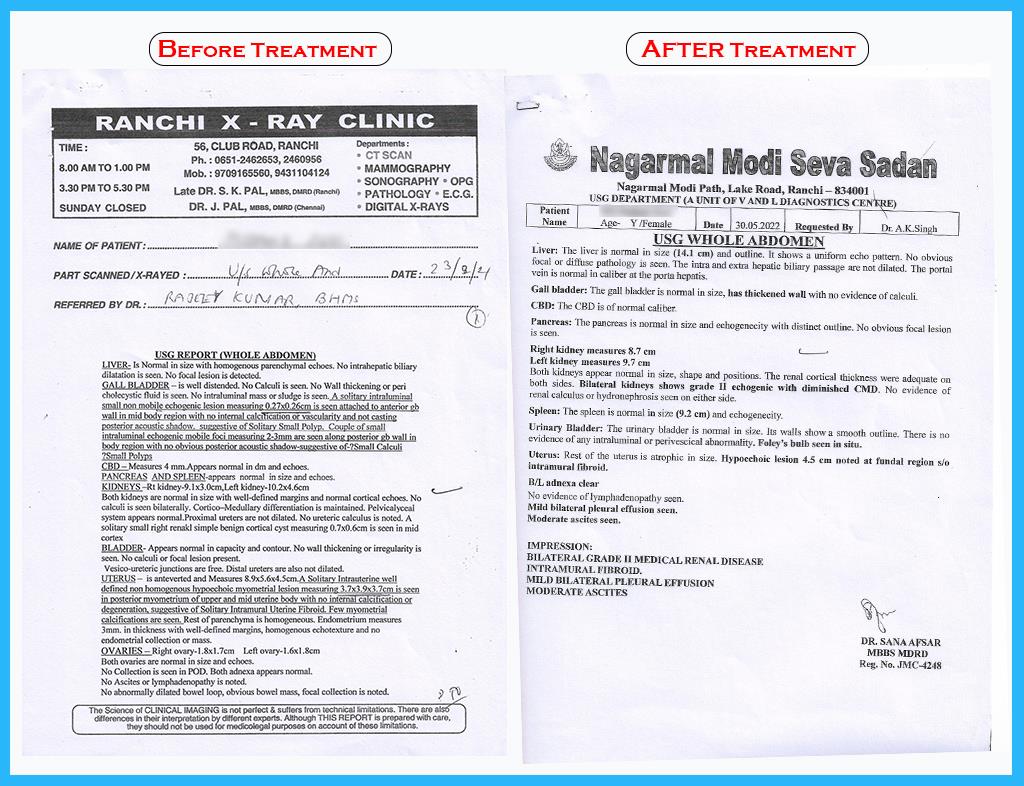 BEFORE TREATMENT
RANCHI X - RAY CLINIC
TIME :
8.00 AM TO 1.00 PM
3.30 PM TO 5.30 PM
SUNDAY CLOSED
56, CLUB ROAD, RANCHI
Ph. : 0651-2462653, 2460956
Mob. : 9709165560, 9431104124
Late DR. S. K. PAL, MBBS, DMRD (Ranchi)
DR. J. PAL, MBBS, DMRD (Chennai)
Departments :
• CT SCAN
• MAMMOGRAPHY
• SONOGRAPHY • OPG
• PATHOLOGY • E.C.G.
• DIGITAL X-RAYS
NAME OF PATIENT :
PART SCANNED/X-RAYED : U/S Whole Abd DATE : 23/8/21
REFERRED BY DR. : KUMAR, BHMS
1
USG REPORT (WHOLE ABDOMEN)
LIVER- Is Normal in size with homogenous parenchymal echoes. No intrahepatic biliary
dilatation is seen. No focal lesion is detected.
GALL BLADDER – is well distended. No Calculi is seen. No Wall thickening or peri
cholecystic fluid is seen. No intraluminal mass or sludge is seen. A solitary intraluminal
small non mobile echogenic lesion measuring 0.27x0.26cm is seen attached to anterior gb
wall in mid body region with no internal calcification or vascularity and not casting
posterior acoustic shadow. suggestive of Solitary Small Polyp. Couple of small
intraluminal echogenic mobile foci measuring 2-3mm are seen along posterior gb wall in
body region with no obvious posterior acoustic shadow-suggestive of-?Small Calculi
?Small Polyps
CBD – Measures 4 mm.Appears normal in dm and echoes.
PANCREAS AND SPLEEN-appears normal in size and echoes.
KIDNEYS –Rt kidney-9.1x3.0cm,Left kidney-10.2x4.6cm
Both kidneys are normal in size with well-defined margins and normal cortical echoes. No
calculi is seen bilaterally. Cortico–Medullary differentiation is maintained. Pelvicalyceal
system appears normal.Proximal ureters are not dilated. No ureteric calculus is noted. A
solitary small right renakl simple benign cortical cyst measuring 0.7x0.6cm is seen in mid
cortex
BLADDER- Appears normal in capacity and contour. No wall thickening or irregularity is
seen. No calculi or focal lesion present.
Vesico-ureteric junctions are free. Distal ureters are also not dilated.
UTERUS – is anteverted and Measures 8.9x5.6x4.5cm.A Solitary Intrauterine well
defined non homogenous hypoechoic myometrial lesion measuring 3.7x3.9x3.7cm is seen
in posterior myometrium of upper and mid uterine body with no internal calcification or
degeneration, suggestive of Solitary Intramural Uterine Fibroid. Few myometrial
calcifications are seen. Rest of parenchyma is homogeneous. Endometrium measures
3mm. in thickness with well-defined margins, homogenous echotexture and no
endometrial collection or mass.
OVARIES – Right ovary-1.8x1.7cm Left ovary-1.6x1.8cm
Both ovaries are normal in size and echoes.
No Collection is seen in POD. Both adnexa appears normal.
No Ascites or lymphadenopathy is noted.
No abnormally dilated bowel loop, obvious bowel mass, focal collection is noted.
The Science of CLINICAL IMAGING is not perfect & suffers from technical limitations. There are also
differences in their interpretation by different experts. Although THIS REPORT is prepared with care,
they should not be used for medicolegal purposes on account of these limitations.
AFTER TREATMENT
Nagarmal Modi Seva Sadan
Nagarmal Modi Path, Lake Road, Ranchi – 834001
USG DEPARTMENT (A UNIT OF V AND L DIAGNOSTICS CENTRE)
Patient Name Age- Y /Female Date 30.05.2022 Requested By Dr. A.K.Singh
USG WHOLE ABDOMEN
Liver: The liver is normal in size (14.1 cm) and outline. It shows a uniform echo pattern. No obvious
focal or diffuse pathology is seen. The intra and extra hepatic biliary passage are not dilated. The portal
vein is normal in caliber at the porta hepatis.
Gall bladder: The gall bladder is normal in size, has thickened wall with no evidence of calculi.
CBD: The CBD is of normal caliber.
Pancreas: The pancreas is normal in size and echogenecity with distinct outline. No obvious focal lesion
is seen.
Right kidney measures 8.7 cm
Left kidney measures 9.7 cm
Both kidneys appear normal in size, shape and positions. The renal cortical thickness were adequate on
both sides. Bilateral kidneys shows grade II echogenic with diminished CMD. No evidence of
renal calculus or hydronephrosis seen on either side.
Spleen: The spleen is normal in size (9.2 cm) and echogenecity.
Urinary Bladder: The urinary bladder is normal in size. Its walls show a smooth outline. There is no
evidence of any intraluminal or perivescical abnormality. Foley's bulb seen in situ.
Uterus: Rest of the uterus is atrophic in size. Hypoechoic lesion 4.5 cm noted at fundal region s/o
intramural fibroid.
B/L adnexa clear
No evidence of lymphadenopathy seen.
Mild bilateral pleural effusion seen.
Moderate ascites seen.
IMPRESSION:
BILATERAL GRADE II MEDICAL RENAL DISEASE
INTRAMURAL FIBROID.
MILD BILATERAL PLEURAL EFFUSION
MODERATE ASCITES
DR. SANA AFSAR
MBBS MDRD
Reg. No. JMC-4248